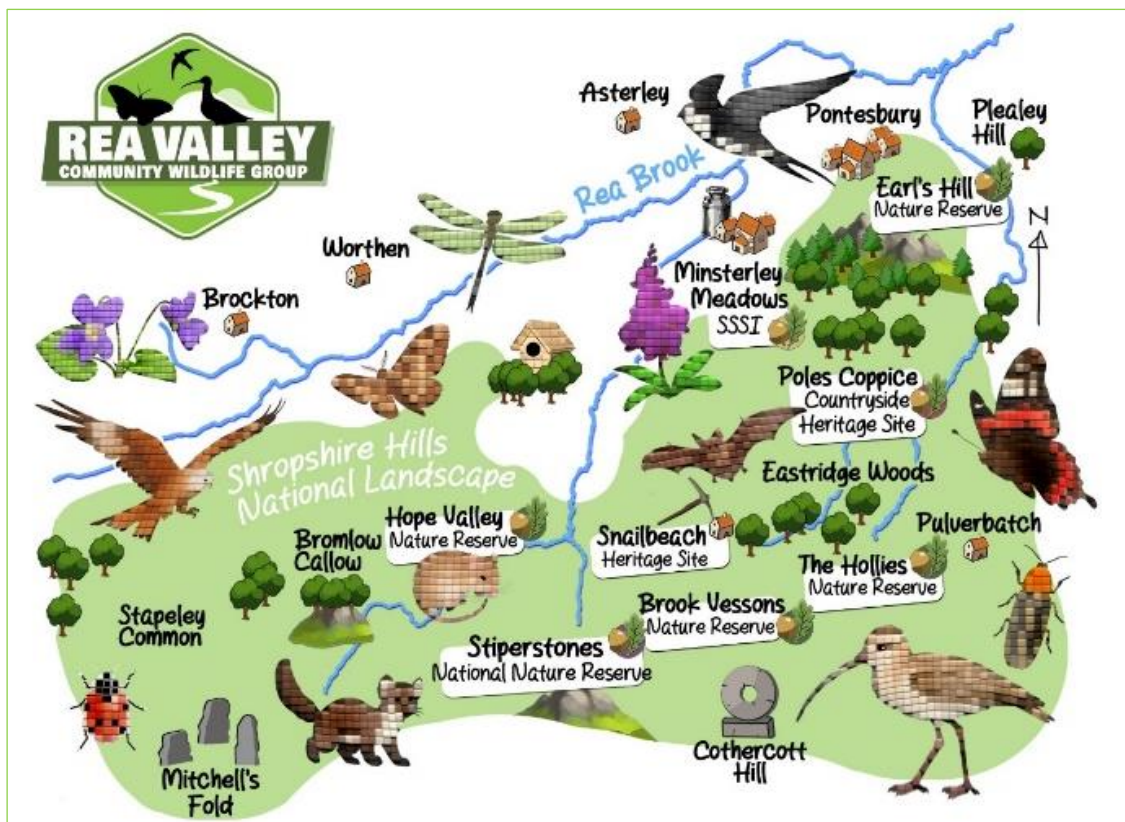 REA VALLEY
COMMUNITY WILDLIFE GROUP
Asterley
Pontesbury
Plealey
Hill
Rea Brook
Earl's Hill
Nature Reserve
N
Worthen
Brockton
Minsterley
Meadows
SSSI
Poles Coppice
Countryside
Heritage Site
Shropshire Hills
National Landscape
Eastridge Woods
Hope Valley
Nature Reserve
Bromlow
Callow
Snailbeach
Heritage Site
Pulverbatch
The Hollies
Nature Reserve
Stapeley
Common
Brook Vessons
Nature Reserve
Stiperstones
National Nature Reserve
Mitchell's
Fold
Cothercott
Hill